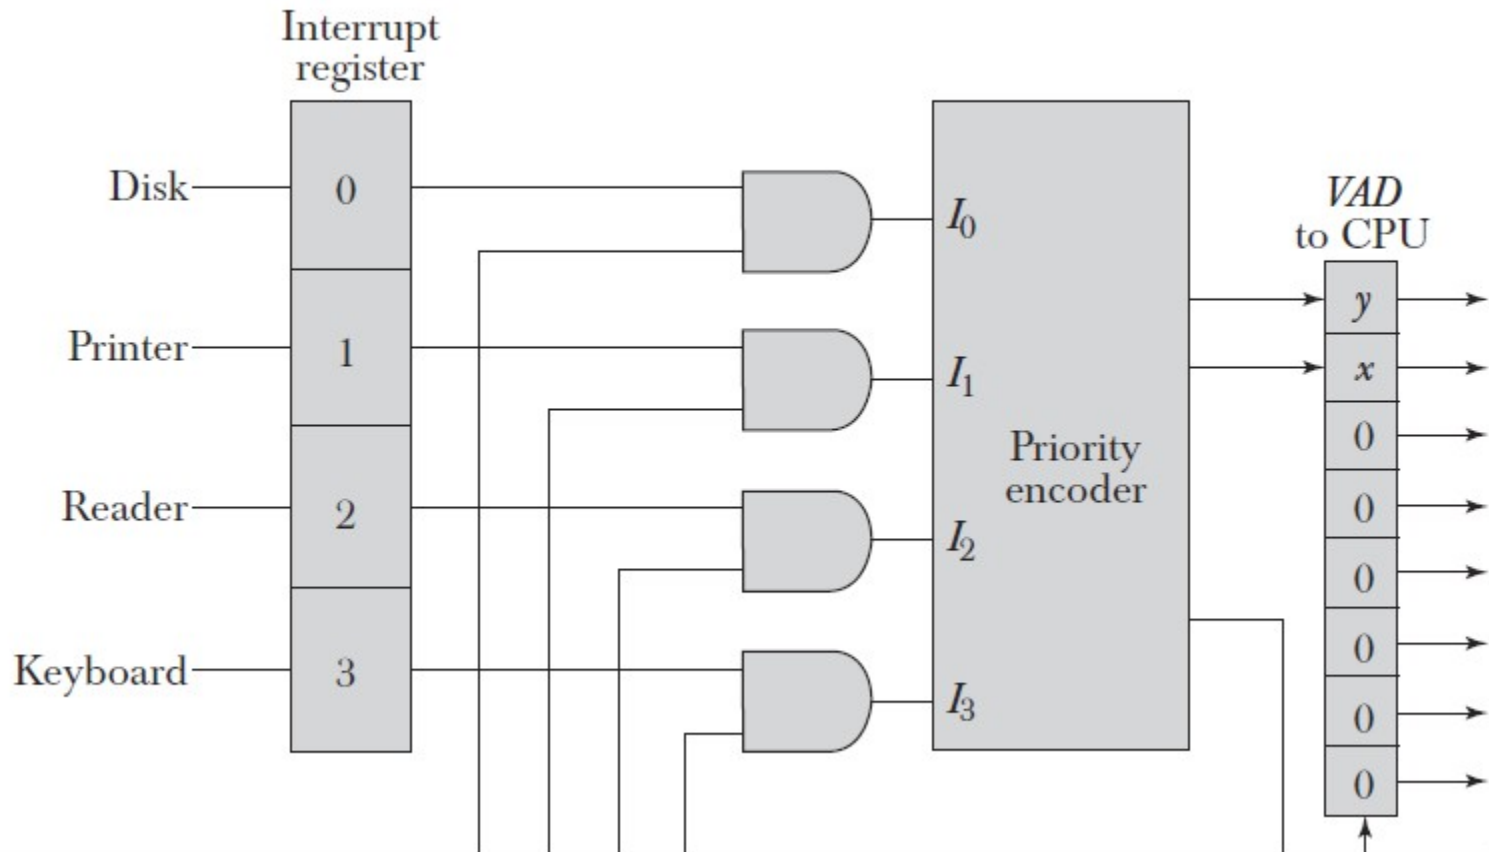 Interrupt
register
Disk
0
I0
VAD
to CPU
y
Printer
1
I1
x
0
Priority
encoder
Reader
2
I2
0
0
Keyboard
3
I3
0
0
0